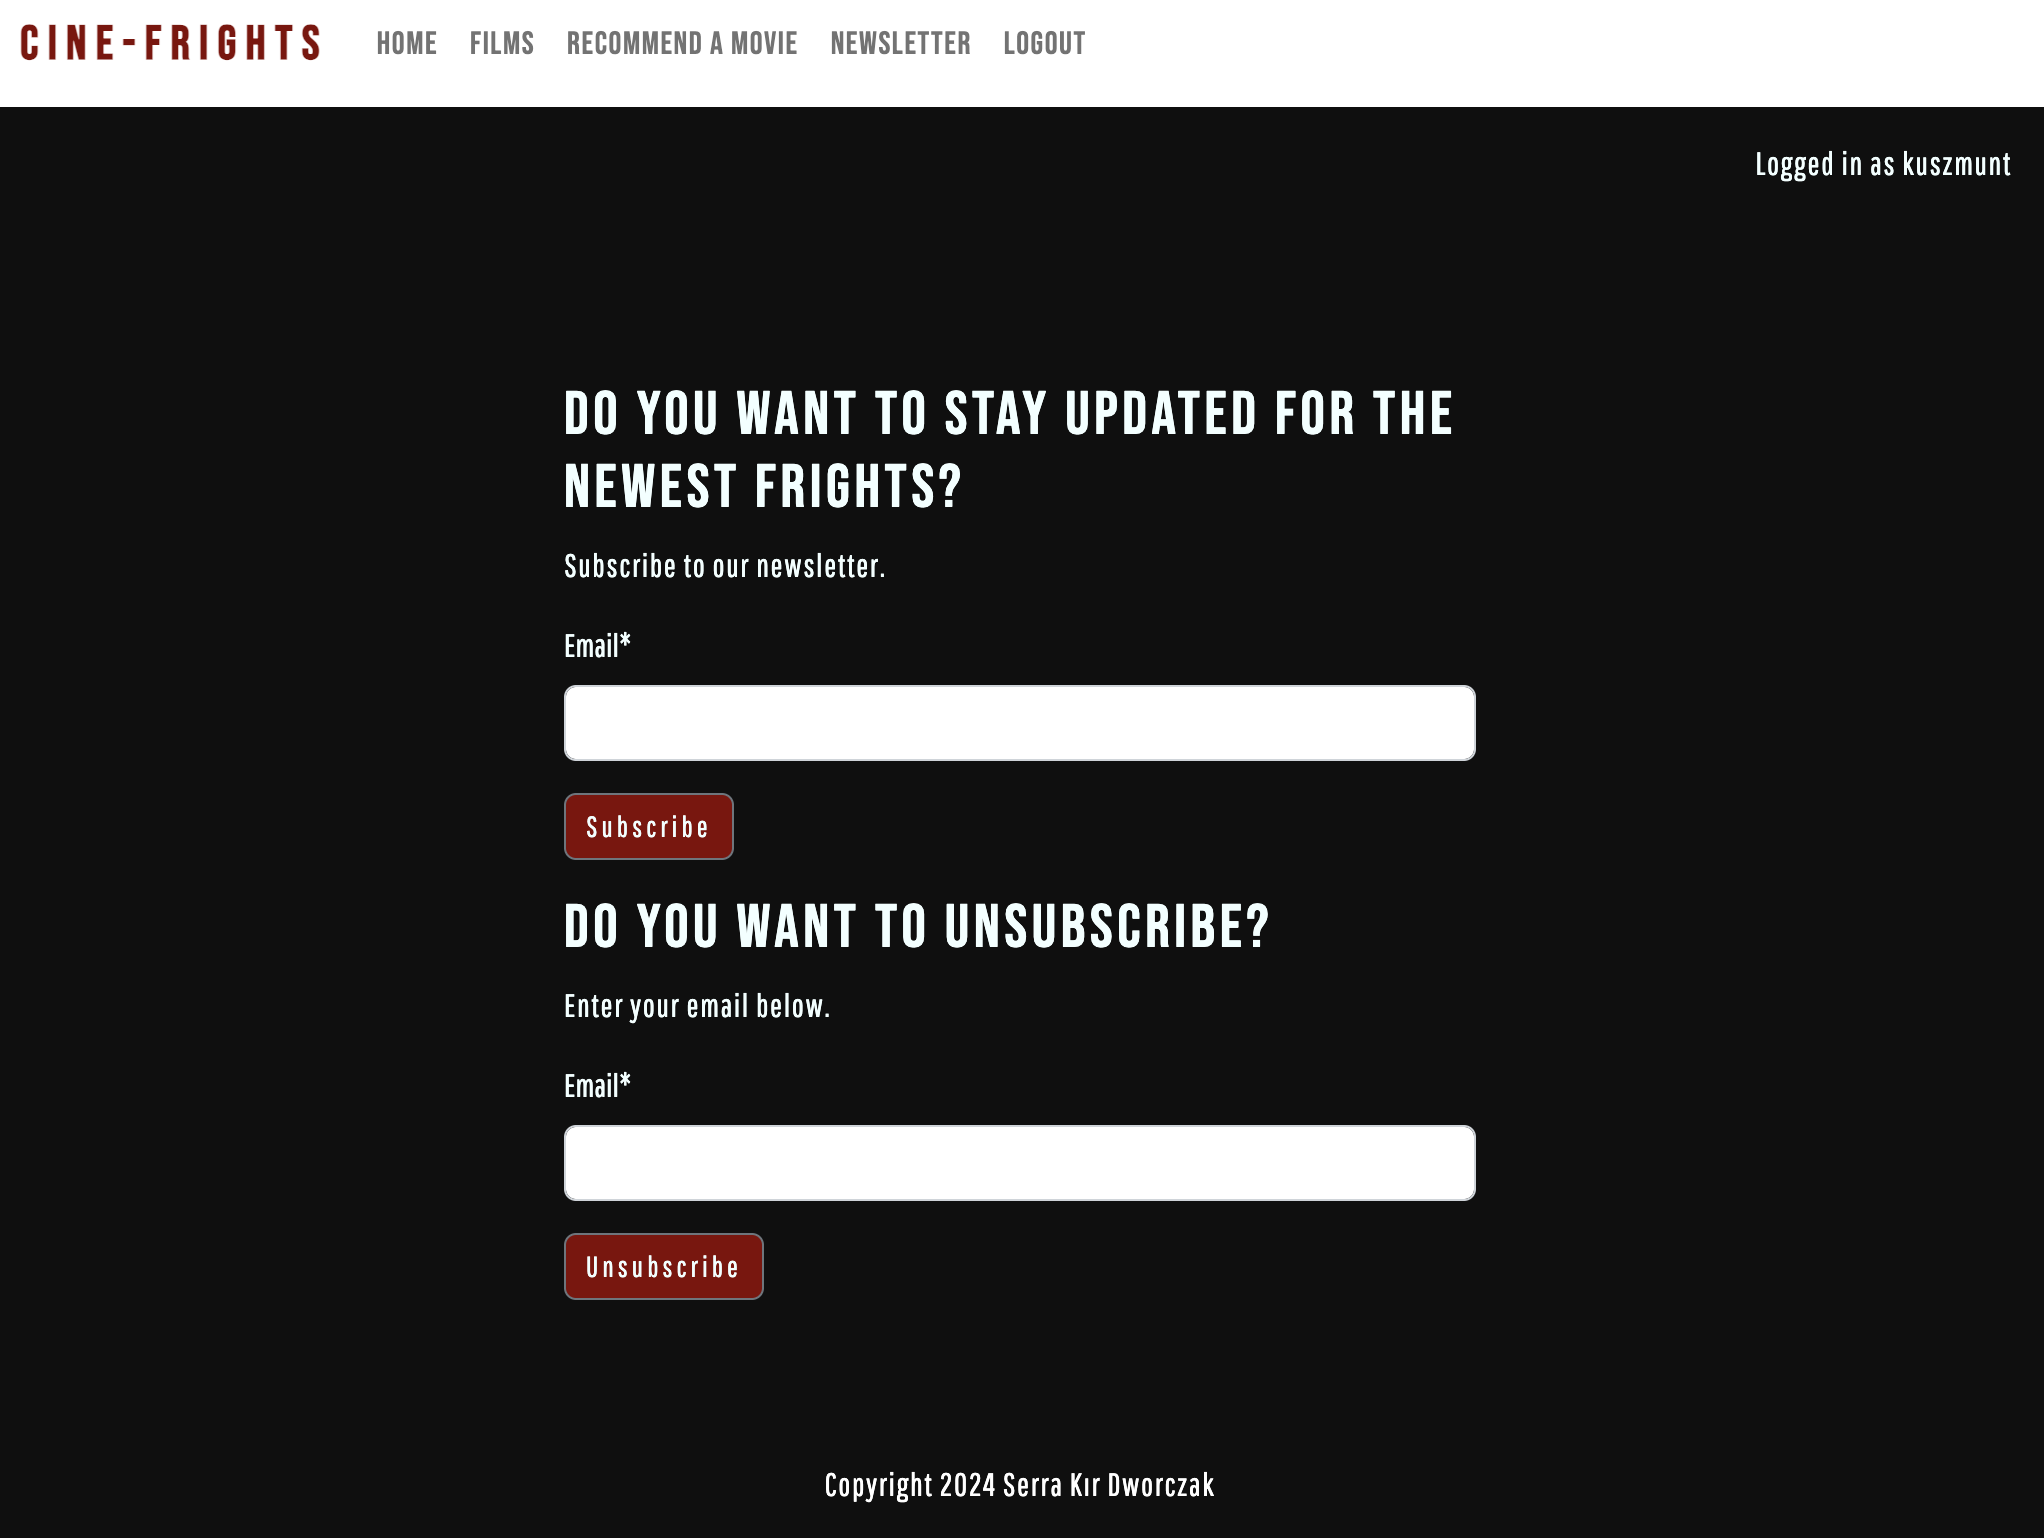 CINE-FRIGHTS HOME FILMS RECOMMEND A MOVIE NEWSLETTER LOGOUT
Logged in as kuszmunt
DO YOU WANT TO STAY UPDATED FOR THE
NEWEST FRIGHTS?
Subscribe to our newsletter.
Email*
Subscribe
DO YOU WANT TO UNSUBSCRIBE?
Enter your email below.
Email*
Unsubscribe
Copyright 2024 Serra Kır Dworczak